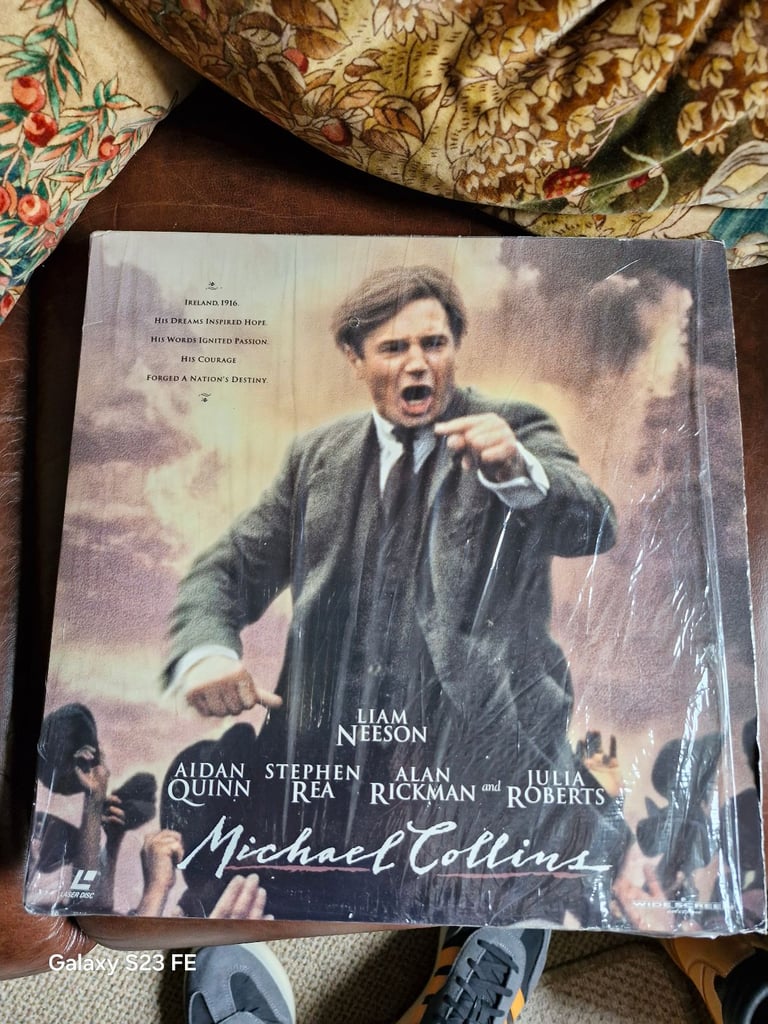 IRELAND, 1916.
HIS DREAMS INSPIRED HOPE.
HIS WORDS IGNITED PASSION.
HIS COURAGE
FORGED A NATION'S DESTINY.
LIAM
NEESON
AIDAN QUINN STEPHEN REA ALAN RICKMAN and JULIA ROBERTS
Michael Collins
LASER DISC
WIDESCREEN
Galaxy S23 FE